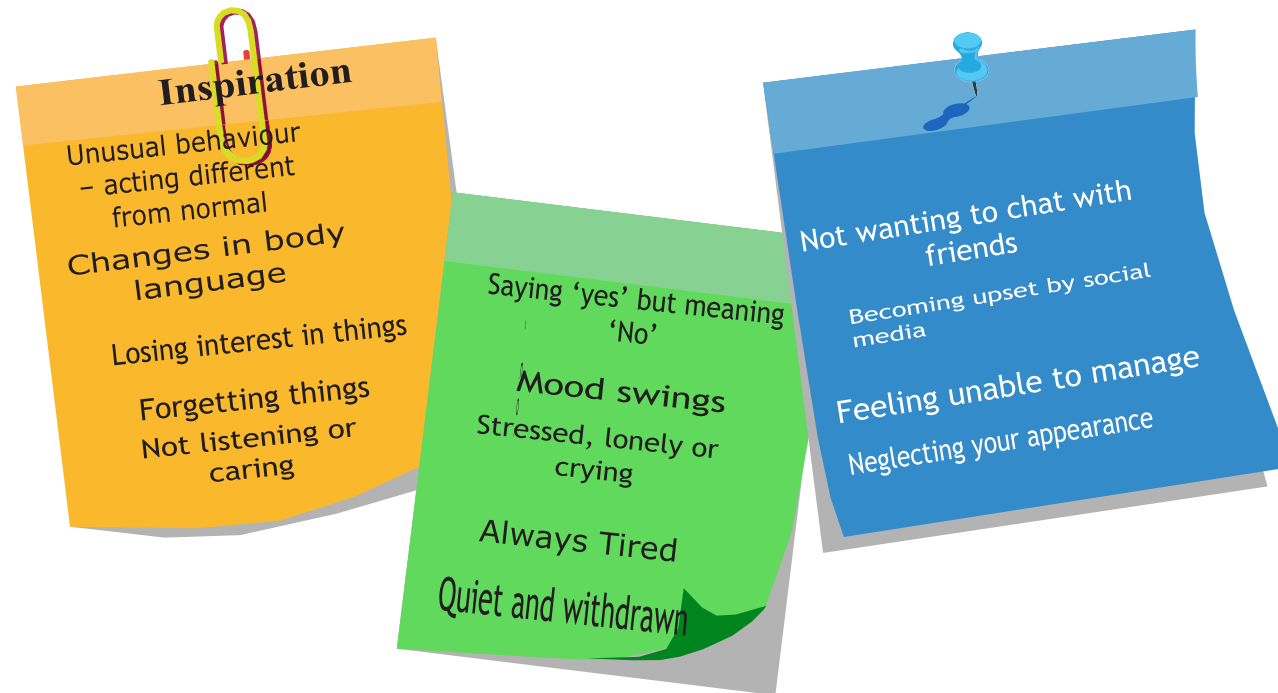 Inspiration
Unusual behaviour
– acting different
from normal
Changes in body
language
Losing interest in things
Forgetting things
Not listening or
caring
Saying ‘yes’ but meaning
‘No’
Mood swings
Stressed, lonely or
crying
Always Tired
Quiet and withdrawn
Not wanting to chat with
friends
Becoming upset by social
media
Feeling unable to manage
Neglecting your appearance